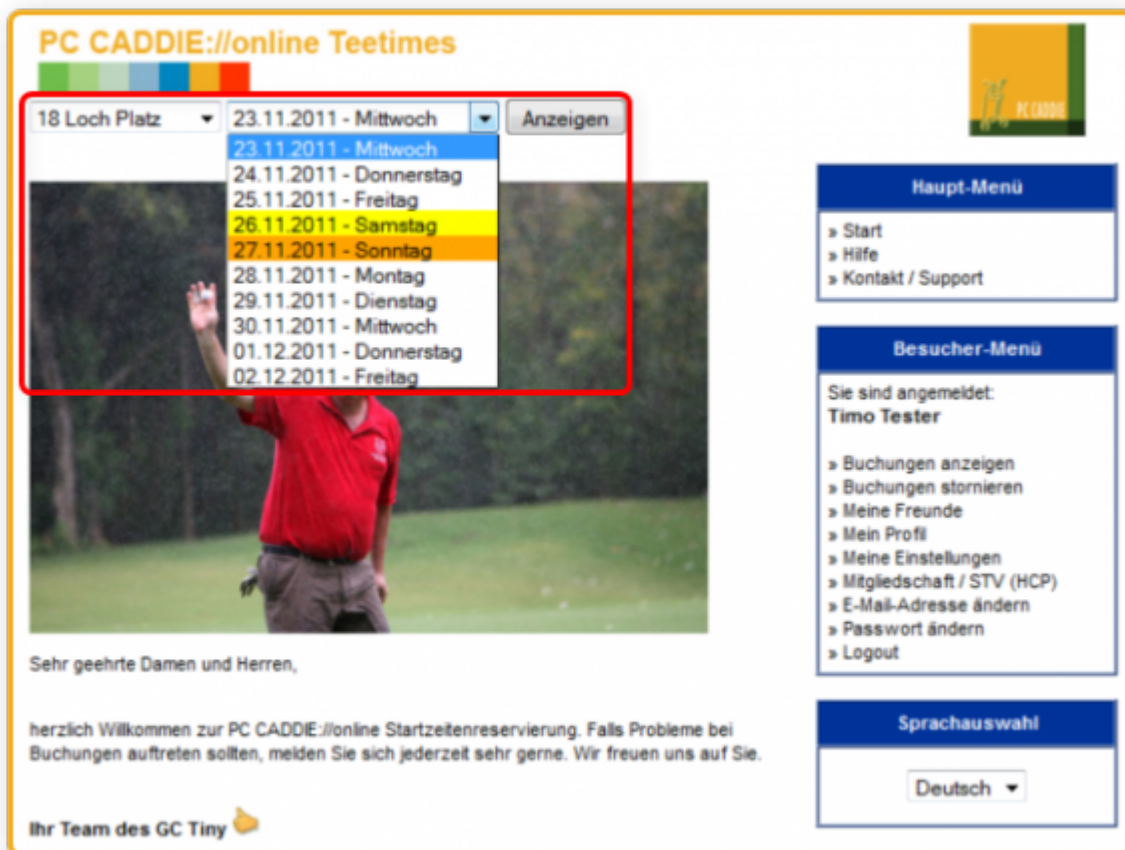 PC CADDIE://online Teetimes
PC CADDIE
18 Loch Platz
23.11.2011 - Mittwoch
Anzeigen
23.11.2011 - Mittwoch
24.11.2011 - Donnerstag
25.11.2011 - Freitag
26.11.2011 - Samstag
27.11.2011 - Sonntag
28.11.2011 - Montag
29.11.2011 - Dienstag
30.11.2011 - Mittwoch
01.12.2011 - Donnerstag
02.12.2011 - Freitag
Haupt-Menü
» Start
» Hilfe
» Kontakt / Support
Besucher-Menü
Sie sind angemeldet:
Timo Tester
» Buchungen anzeigen
» Buchungen stornieren
» Meine Freunde
» Mein Profil
» Meine Einstellungen
» Mitgliedschaft / STV (HCP)
» E-Mail-Adresse ändern
» Passwort ändern
» Logout
Sprachauswahl
Deutsch
Sehr geehrte Damen und Herren,
herzlich Willkommen zur PC CADDIE://online Startzeitenreservierung. Falls Probleme bei
Buchungen auftreten sollten, melden Sie sich jederzeit sehr gerne. Wir freuen uns auf Sie.
Ihr Team des GC Tiny